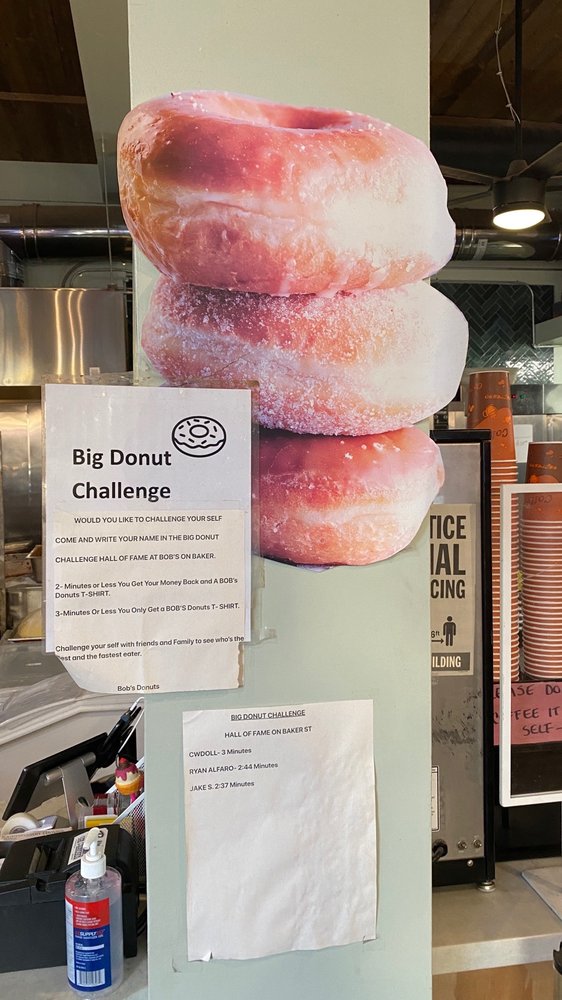 Big Donut
Challenge
WOULD YOU LIKE TO CHALLENGE YOUR SELF
COME AND WRITE YOUR NAME IN THE BIG DONUT
CHALLENGE HALL OF FAME AT BOB'S ON BAKER.
2- Minutes or Less You Get Your Money Back and A BOB's
Donuts T-SHIRT.
3-Minutes Or Less You Only Get a BOB'S Donuts T- SHIRT.
Challenge your self with friends and Family to see who's the
est and the fastest eater.
Bob's Donuts
BIG DONUT CHALLENGE
HALL OF FAME ON BAKER ST
CWDOLL- 3 Minutes
RYAN ALFARO- 2:44 Minutes
JAKE S. 2:37 Minutes
TICE
IAL
CING
6ft
ILDING
EASE DO
FFEE IT
SELF-
SUPPLY